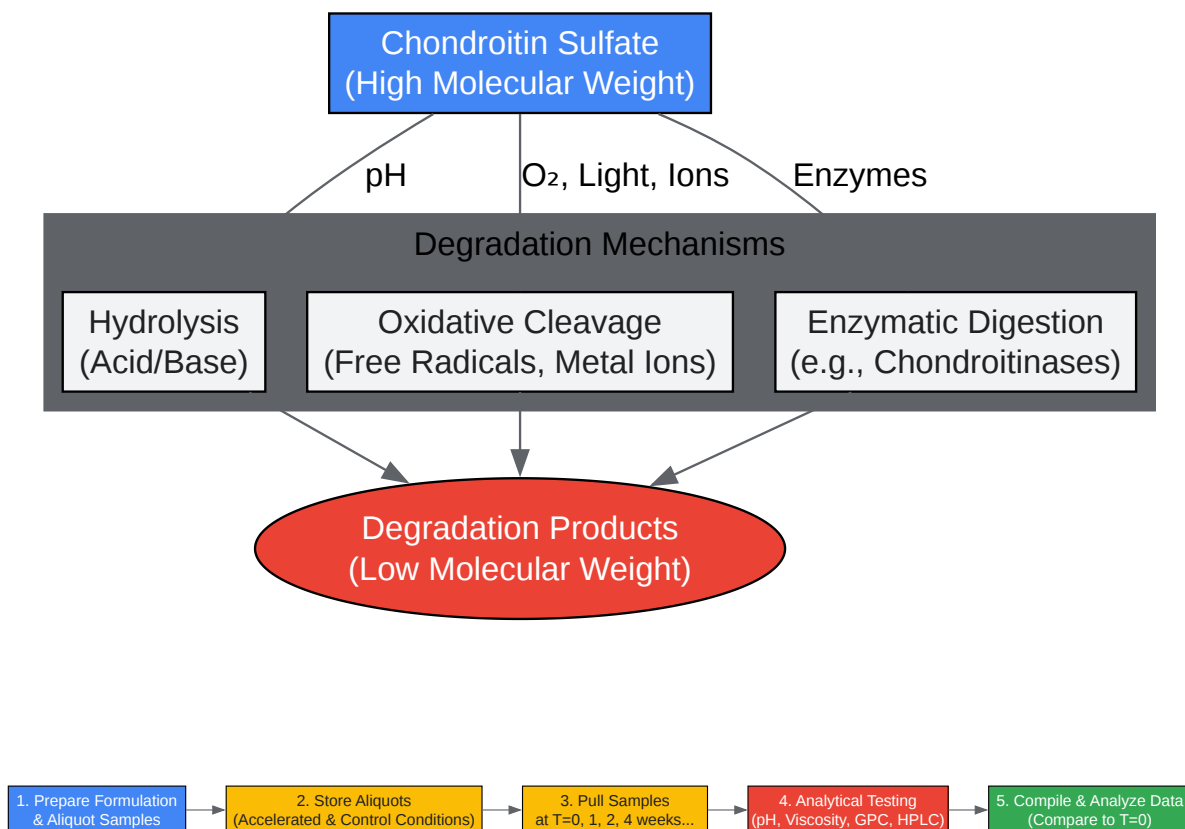 Chondroitin Sulfate
(High Molecular Weight)
pH
O₂, Light, Ions
Enzymes
Degradation Mechanisms
Hydrolysis
(Acid/Base)
Oxidative Cleavage
(Free Radicals, Metal Ions)
Enzymatic Digestion
(e.g., Chondroitinases)
Degradation Products
(Low Molecular Weight)
1. Prepare Formulation
& Aliquot Samples
2. Store Aliquots
(Accelerated & Control Conditions)
3. Pull Samples
at T=0, 1, 2, 4 weeks...
4. Analytical Testing
(pH, Viscosity, GPC, HPLC)
5. Compile & Analyze Data
(Compare to T=0)